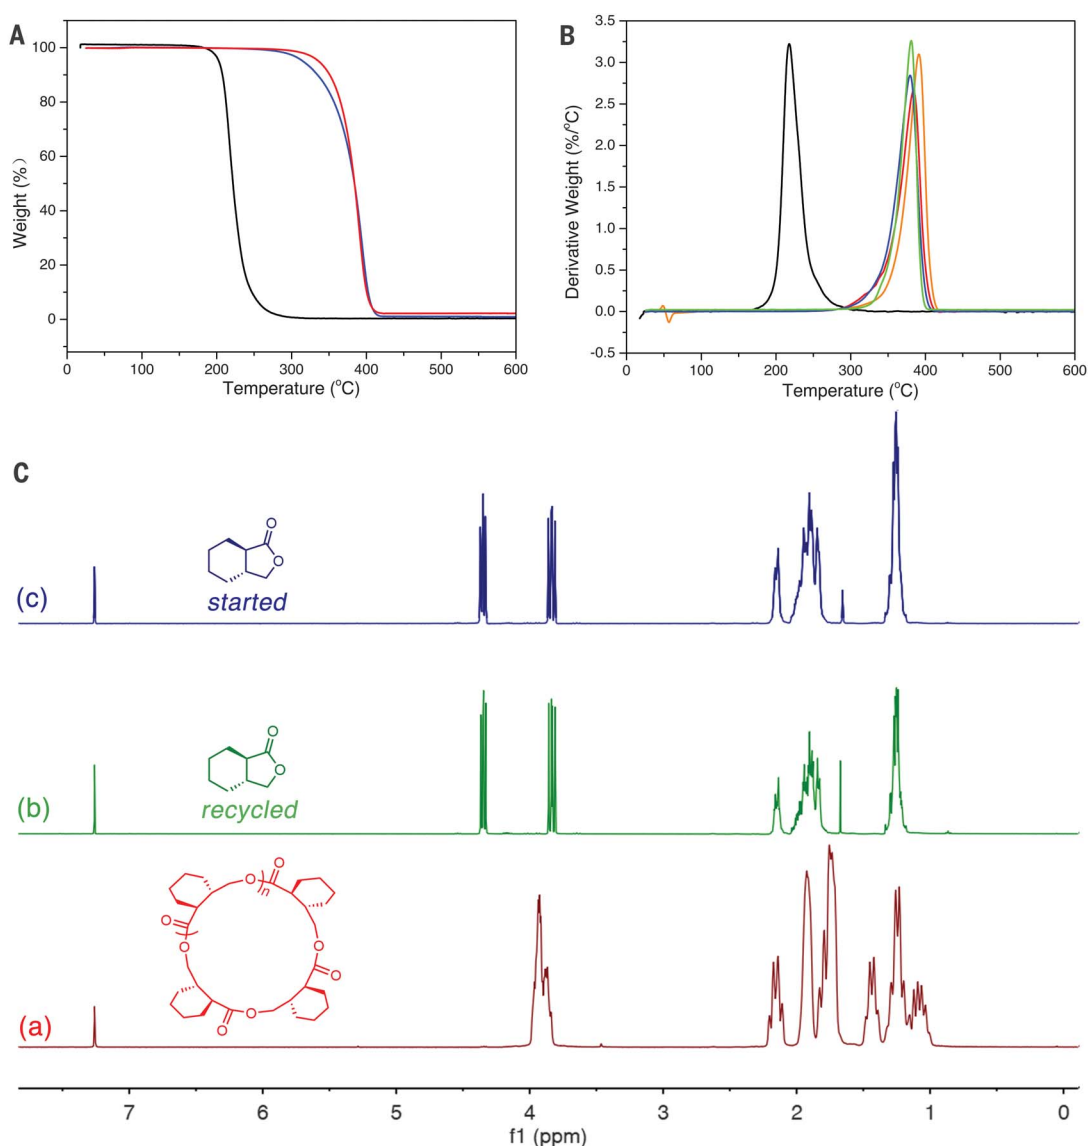 A
B
100
80
60
40
20
0
Weight (%)
0 100 200 300 400 500 600
Temperature (°C)
3.5
3.0
2.5
2.0
1.5
1.0
0.5
0.0
-0.5
Derivative Weight (%/°C)
0 100 200 300 400 500 600
Temperature (°C)
C
O
O
(c)
started
O
O
(b)
recycled
O
O
n
O
O
O
O
O
O
(a)
7 6 5 4 3 2 1 0
f1 (ppm)